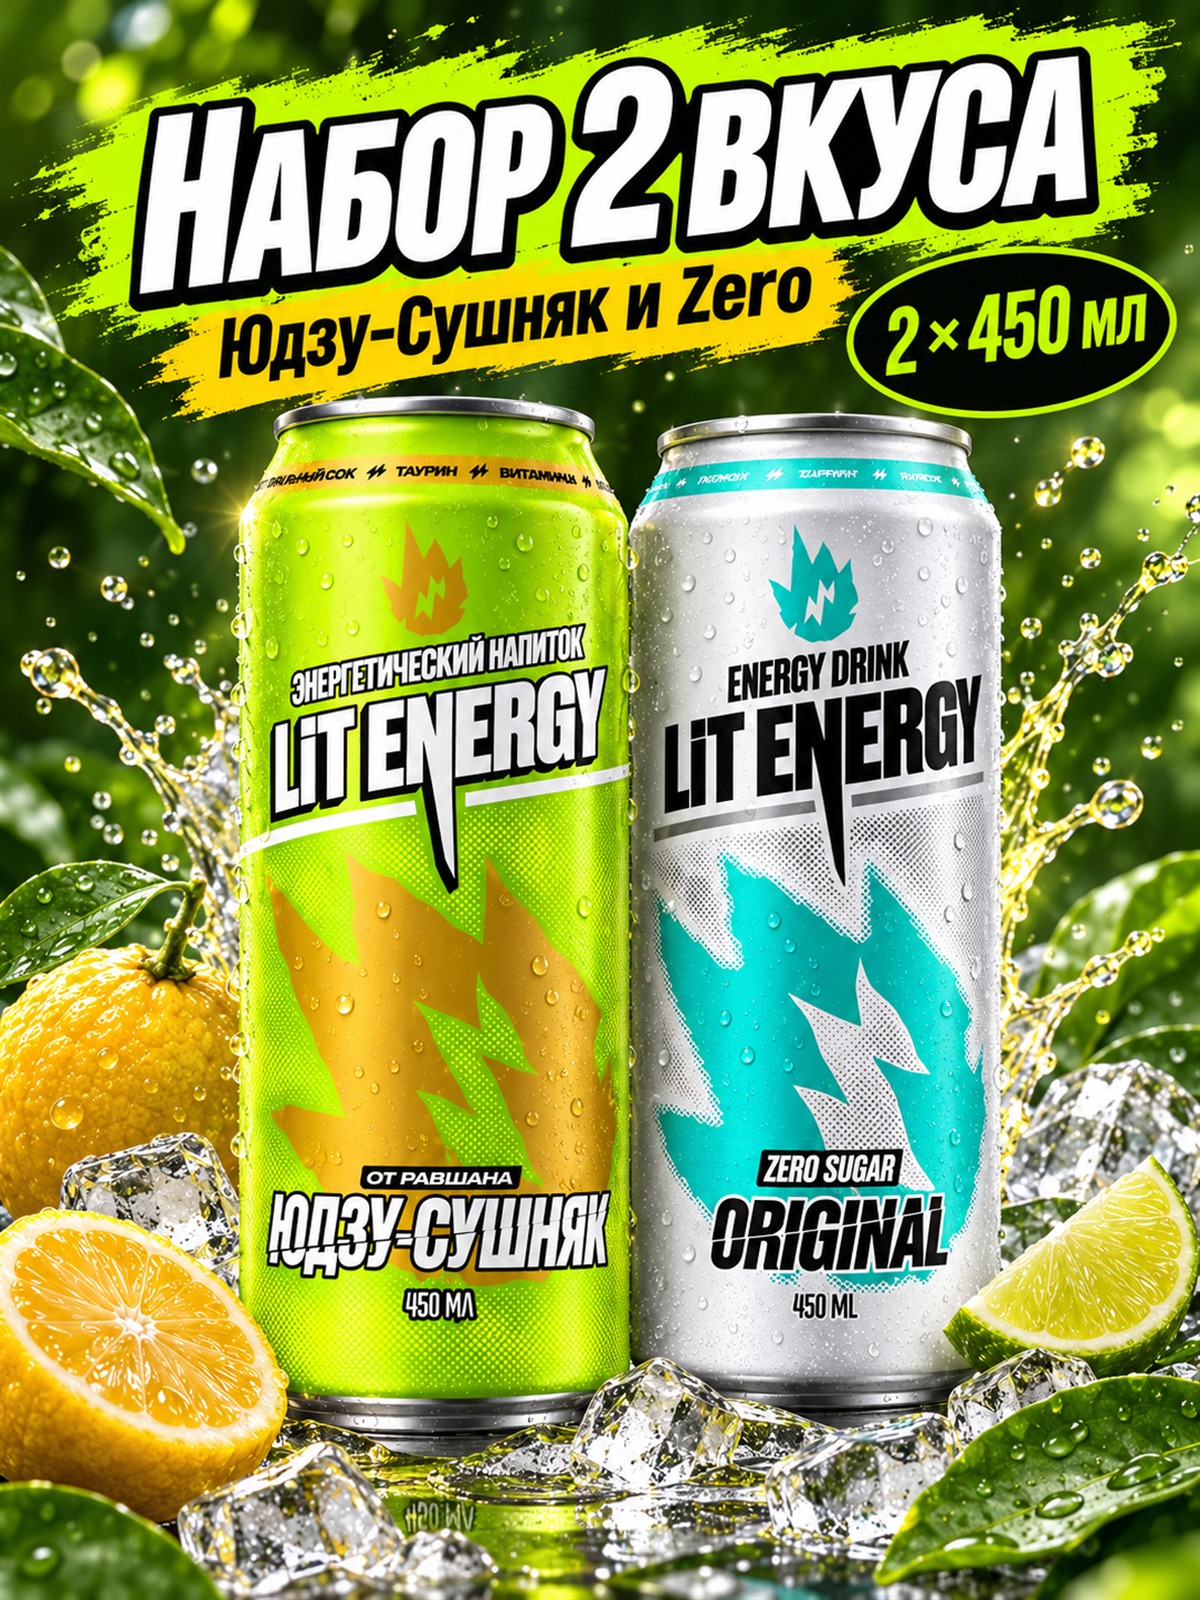 НАБОР 2 ВКУСА
Юдзу-Сушняк и Zero
2×450 мл
СОК ТАУРИН ВИТАМИНЫ
ЭНЕРГЕТИЧЕСКИЙ НАПИТОК
LIT ENERGY
ОТ РАВШАНА
ЮДЗУ-СУШНЯК
450 МЛ
ENERGY DRINK
LIT ENERGY
ZERO SUGAR
ORIGINAL
450 ML